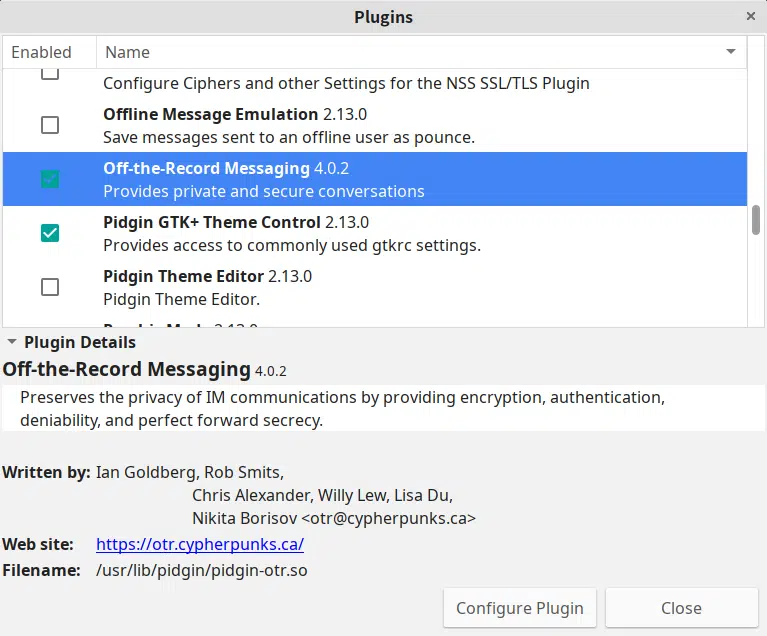 Plugins
Enabled Name
Configure Ciphers and other Settings for the NSS SSL/TLS Plugin
Offline Message Emulation 2.13.0
Save messages sent to an offline user as pounce.
Off-the-Record Messaging 4.0.2
Provides private and secure conversations
Pidgin GTK+ Theme Control 2.13.0
Provides access to commonly used gtkrc settings.
Pidgin Theme Editor 2.13.0
Pidgin Theme Editor.
2.13.0
Plugin Details
Off-the-Record Messaging 4.0.2
Preserves the privacy of IM communications by providing encryption, authentication,
deniability, and perfect forward secrecy.
Written by: Ian Goldberg, Rob Smits,
Chris Alexander, Willy Lew, Lisa Du,
Nikita Borisov <otr@cypherpunks.ca>
Web site: https://otr.cypherpunks.ca/
Filename: /usr/lib/pidgin/pidgin-otr.so
Configure Plugin Close